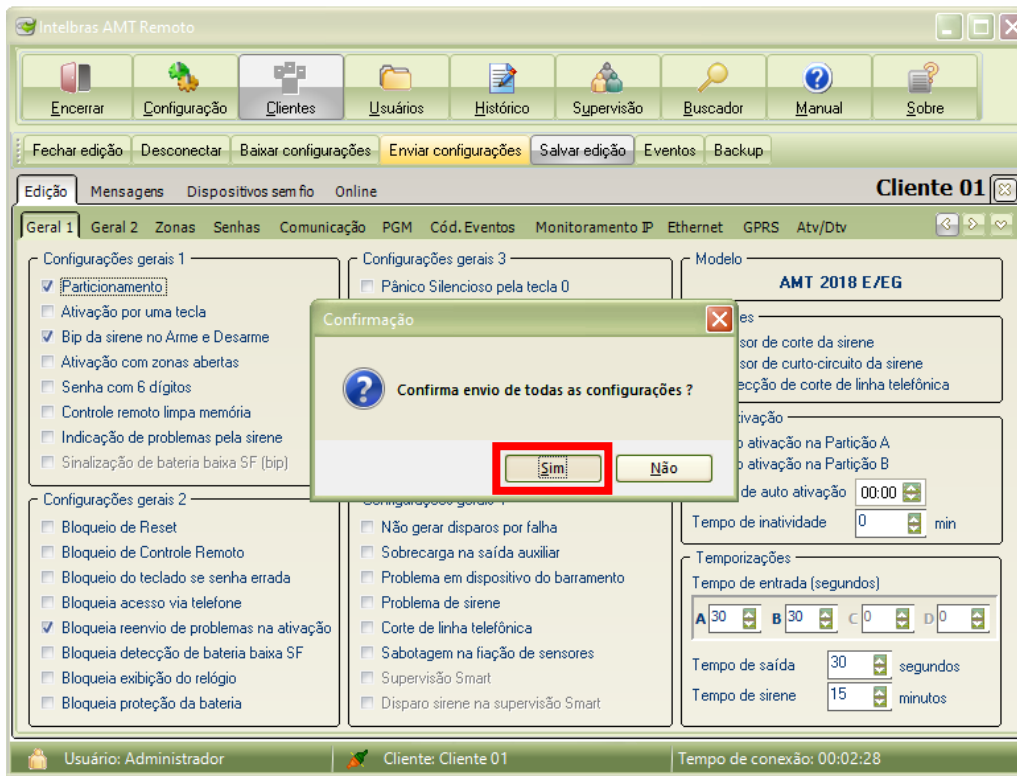 Intelbras AMT Remoto
Encerrar Configuração Clientes Usuários Histórico Supervisão Buscador Manual Sobre
Fechar edição Desconectar Baixar configurações Enviar configurações Salvar edição Eventos Backup
Edição Mensagens Dispositivos sem fio Online Cliente 01
Geral 1 Geral 2 Zonas Senhas Comunicação PGM Cód. Eventos Monitoramento IP Ethernet GPRS Atv/Dtv
Configurações gerais 1
Particionamento
Ativação por uma tecla
Bip da sirene no Arme e Desarme
Ativação com zonas abertas
Senha com 6 dígitos
Controle remoto limpa memória
Indicação de problemas pela sirene
Sinalização de bateria baixa SF (bip)
Configurações gerais 2
Bloqueio de Reset
Bloqueio de Controle Remoto
Bloqueio do teclado se senha errada
Bloqueia acesso via telefone
Bloqueia reenvio de problemas na ativação
Bloqueia detecção de bateria baixa SF
Bloqueia exibição do relógio
Bloqueia proteção da bateria
Configurações gerais 3
Pânico Silencioso pela tecla 0
Confirmação
Confirma envio de todas as configurações ?
Sim Não
Não gerar disparos por falha
Sobrecarga na saída auxiliar
Problema em dispositivo do barramento
Problema de sirene
Corte de linha telefônica
Sabotagem na fiação de sensores
Supervisão Smart
Disparo sirene na supervisão Smart
Modelo
AMT 2018 E/EG
de corte da sirene
de curto-circuito da sirene
de corte de linha telefônica
ativação na Partição A
ativação na Partição B
de auto ativação 00:00
Tempo de inatividade 0 min
Temporizações
Tempo de entrada (segundos)
A 30 B 30 C 0 D 0
Tempo de saída 30 segundos
Tempo de sirene 15 minutos
Usuário: Administrador Cliente: Cliente 01 Tempo de conexão: 00:02:28